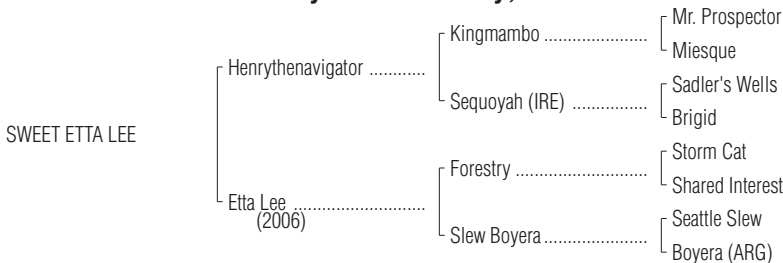 Mr. Prospector
Kingmambo ......................
Miesque
Henrythenavigator ............
Sadler's Wells
Sequoyah (IRE) ................
Brigid
SWEET ETTA LEE
Storm Cat
Forestry ............................
Shared Interest
Etta Lee ...........................
(2006)
Seattle Slew
Slew Boyera ......................
Boyera (ARG)